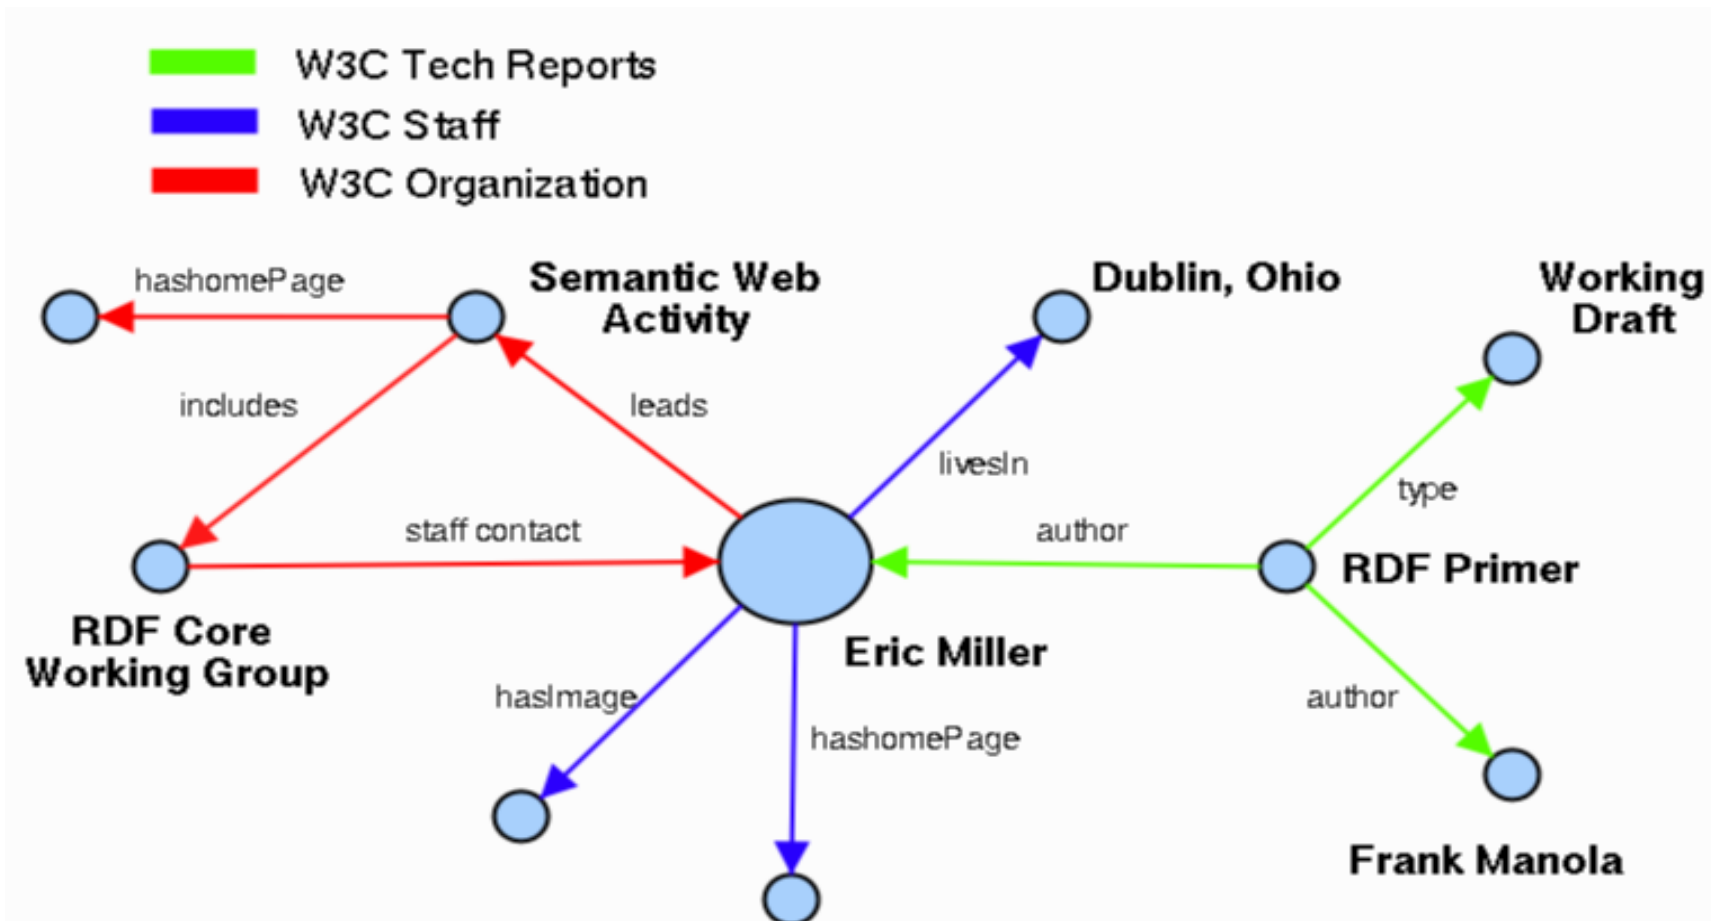 W3C Tech Reports
W3C Staff
W3C Organization
hashomePage
Semantic Web
Activity
Dublin, Ohio
Working
Draft
includes
leads
livesIn
type
staff contact
author
RDF Primer
RDF Core
Working Group
Eric Miller
hasImage
author
hashomePage
Frank Manola